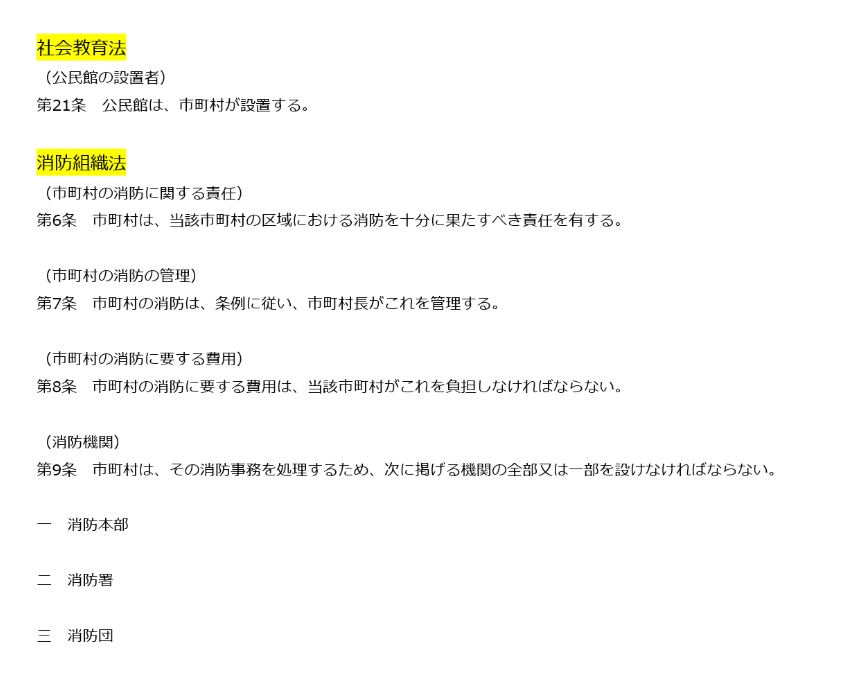 社会教育法
（公民館の設置者）
第21条　公民館は、市町村が設置する。
消防組織法
（市町村の消防に関する責任）
第6条　市町村は、当該市町村の区域における消防を十分に果たすべき責任を有する。
（市町村の消防の管理）
第7条　市町村の消防は、条例に従い、市町村長がこれを管理する。
（市町村の消防に要する費用）
第8条　市町村の消防に要する費用は、当該市町村がこれを負担しなければならない。
（消防機関）
第9条　市町村は、その消防事務を処理するため、次に掲げる機関の全部又は一部を設けなければならない。
一　消防本部
二　消防署
三　消防団